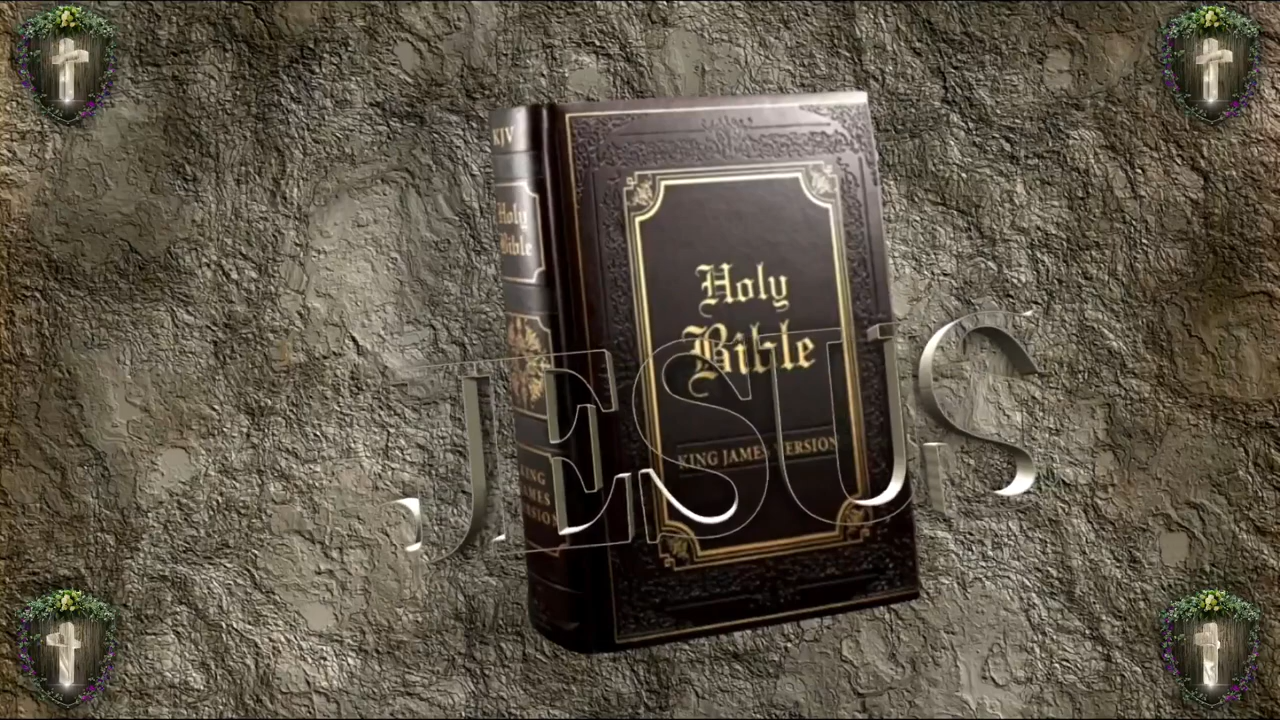 KJV
Holy
Bible
KING
JAMES
VERSION
Holy
Bible
KING JAMES VERSION
JESUS